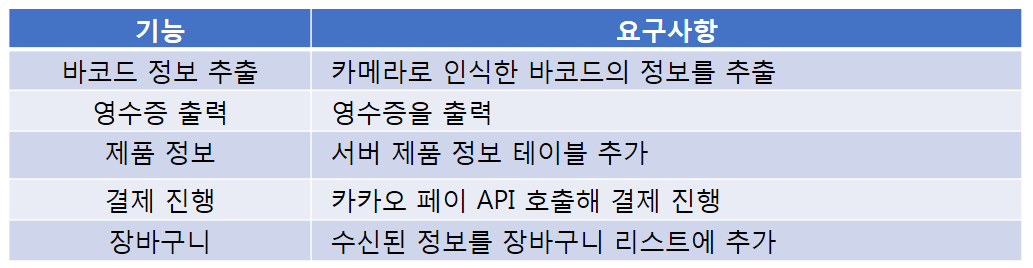 기능 요구사항
바코드 정보 추출 카메라로 인식한 바코드의 정보를 추출
영수증 출력 영수증을 출력
제품 정보 서버 제품 정보 테이블 추가
결제 진행 카카오 페이 API 호출해 결제 진행
장바구니 수신된 정보를 장바구니 리스트에 추가